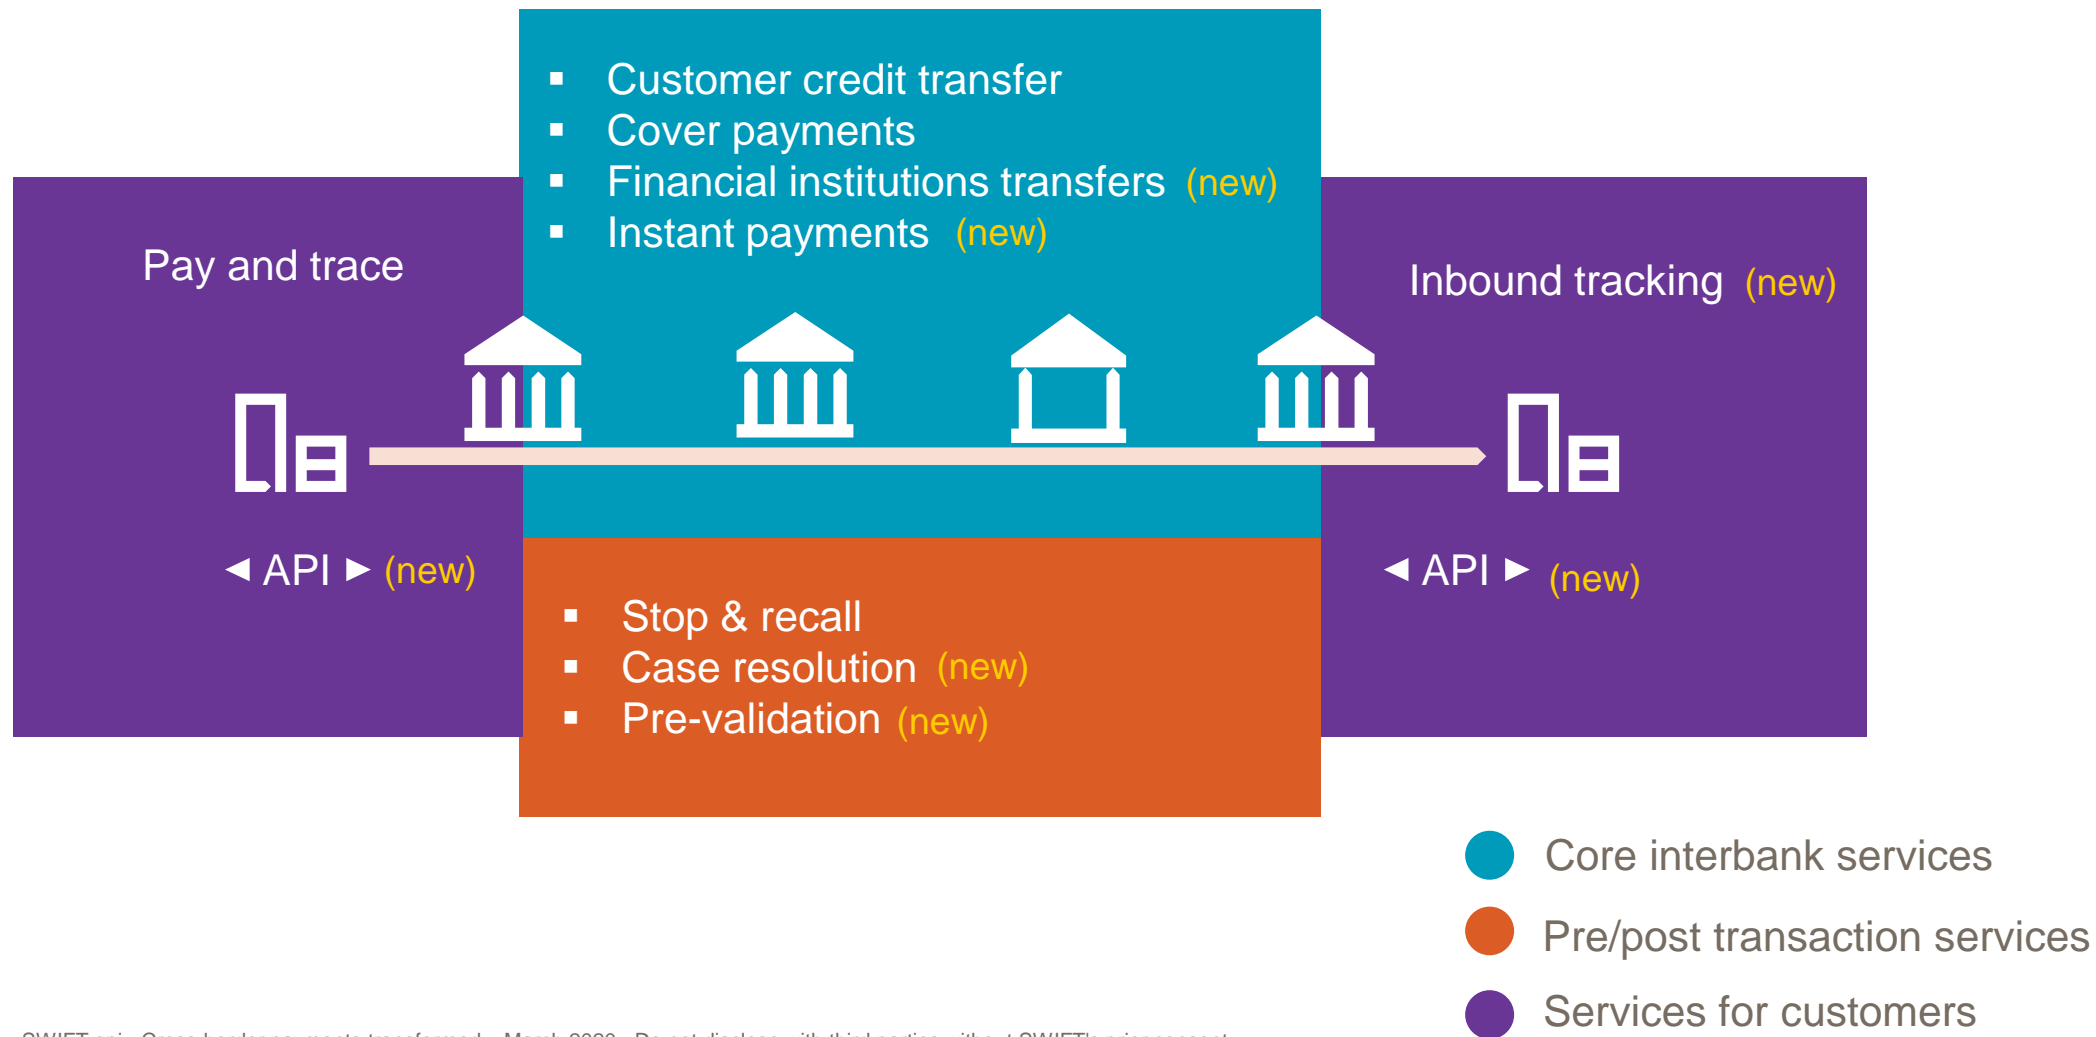 Customer credit transfer
Cover payments
Financial institutions transfers (new)
Instant payments (new)
Pay and trace
Inbound tracking (new)
API (new)
API (new)
Stop & recall
Case resolution (new)
Pre-validation (new)
Core interbank services
Pre/post transaction services
Services for customers